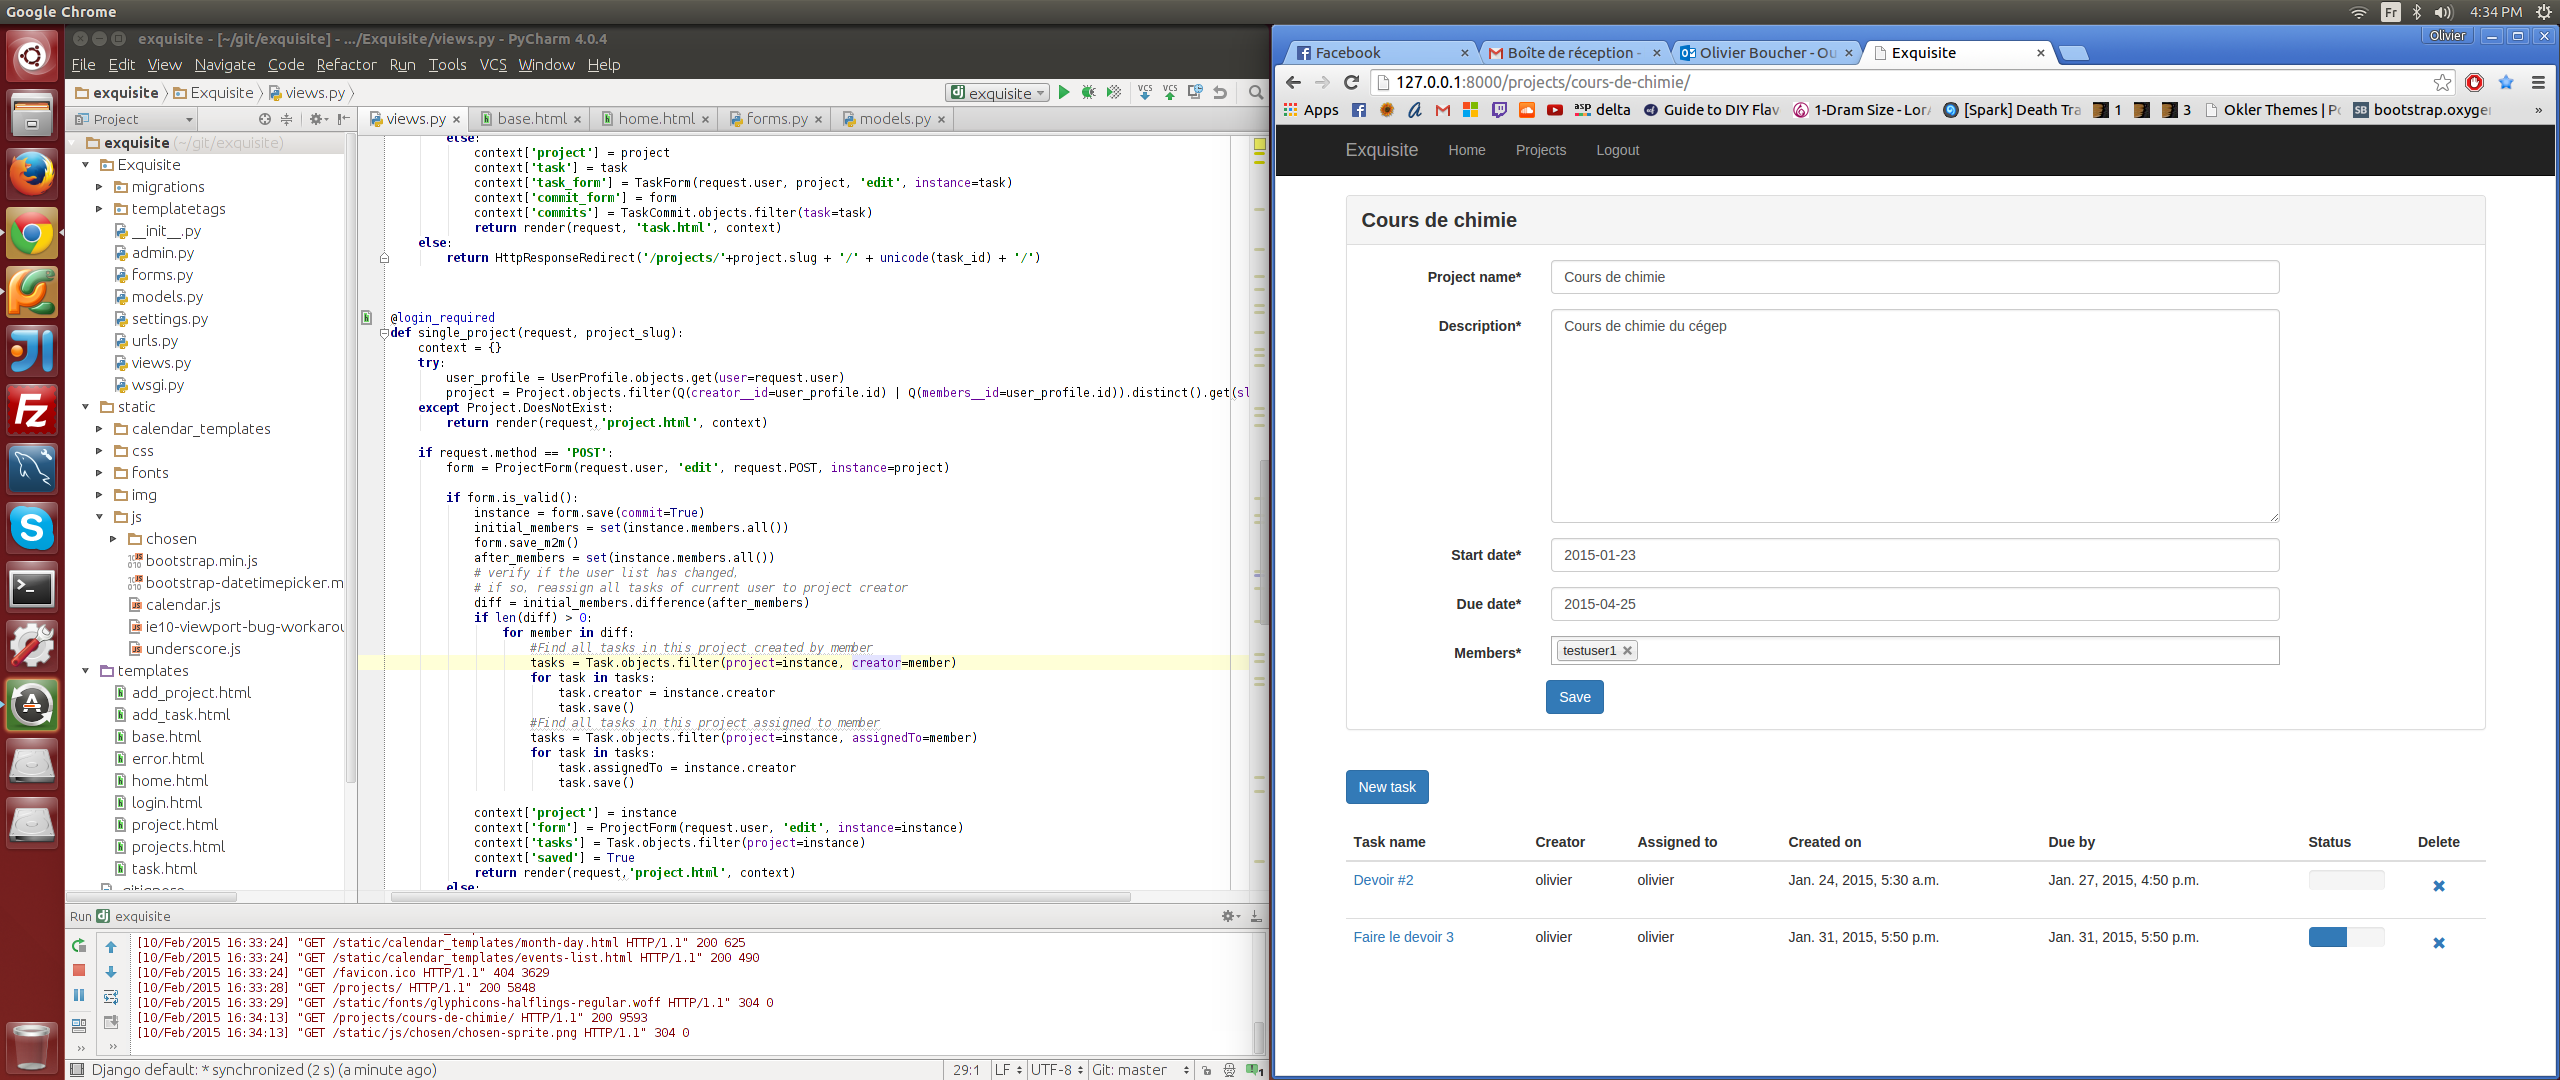 Google Chrome
Fr
4:34 PM
exquisite - [~/git/exquisite] - .../Exquisite/views.py - PyCharm 4.0.4
File Edit View Navigate Code Refactor Run Tools VCS Window Help
exquisite Exquisite views.py
exquisite
VCS VCS
Project
views.py base.html home.html forms.py models.py
exquisite (~/git/exquisite)
Exquisite
migrations
templatetags
__init__.py
admin.py
forms.py
models.py
settings.py
urls.py
views.py
wsgi.py
static
calendar_templates
css
fonts
img
js
chosen
bootstrap.min.js
bootstrap-datetimepicker.m
calendar.js
ie10-viewport-bug-workarou
underscore.js
templates
add_project.html
add_task.html
base.html
error.html
home.html
login.html
project.html
projects.html
task.html
.gitignore
else:
context['project'] = project
context['task'] = task
context['task_form'] = TaskForm(request.user, project, 'edit', instance=task)
context['commit_form'] = form
context['commits'] = TaskCommit.objects.filter(task=task)
return render(request, 'task.html', context)
else:
return HttpResponseRedirect('/projects/'+project.slug + '/' + unicode(task_id) + '/')
@login_required
def single_project(request, project_slug):
context = {}
try:
user_profile = UserProfile.objects.get(user=request.user)
project = Project.objects.filter(Q(creator__id=user_profile.id) | Q(members__id=user_profile.id)).distinct().get(sl
except Project.DoesNotExist:
return render(request,'project.html', context)
if request.method == 'POST':
form = ProjectForm(request.user, 'edit', request.POST, instance=project)
if form.is_valid():
instance = form.save(commit=True)
initial_members = set(instance.members.all())
form.save_m2m()
after_members = set(instance.members.all())
# verify if the user list has changed,
# if so, reassign all tasks of current user to project creator
diff = initial_members.difference(after_members)
if len(diff) > 0:
for member in diff:
#Find all tasks in this project created by member
tasks = Task.objects.filter(project=instance, creator=member)
for task in tasks:
task.creator = instance.creator
task.save()
#Find all tasks in this project assigned to member
tasks = Task.objects.filter(project=instance, assignedTo=member)
for task in tasks:
task.assignedTo = instance.creator
task.save()
context['project'] = instance
context['form'] = ProjectForm(request.user, 'edit', instance=instance)
context['tasks'] = Task.objects.filter(project=instance)
context['saved'] = True
return render(request,'project.html', context)
else:
Run exquisite
[10/Feb/2015 16:33:24] "GET /static/calendar_templates/month-day.html HTTP/1.1" 200 625
[10/Feb/2015 16:33:24] "GET /static/calendar_templates/events-list.html HTTP/1.1" 200 490
[10/Feb/2015 16:33:24] "GET /favicon.ico HTTP/1.1" 404 3629
[10/Feb/2015 16:33:28] "GET /projects/ HTTP/1.1" 200 5848
[10/Feb/2015 16:33:29] "GET /static/fonts/glyphicons-halflings-regular.woff HTTP/1.1" 304 0
[10/Feb/2015 16:34:13] "GET /projects/cours-de-chimie/ HTTP/1.1" 200 9593
[10/Feb/2015 16:34:13] "GET /static/js/chosen/chosen-sprite.png HTTP/1.1" 304 0
Django default: * synchronized (2 s) (a minute ago)
29:1 LF UTF-8 Git: master 1
Olivier
Facebook Boîte de réception - Olivier Boucher - Ou Exquisite
127.0.0.1:8000/projects/cours-de-chimie/
Apps asp delta Guide to DIY Flav 1-Dram Size - Lor [Spark] Death Tra 1 3 Okler Themes | Po SB bootstrap.oxyger »
Exquisite Home Projects Logout
Cours de chimie
Project name* Cours de chimie
Description* Cours de chimie du cégep
Start date* 2015-01-23
Due date* 2015-04-25
Members* testuser1
Save
New task
Task name Creator Assigned to Created on Due by Status Delete
Devoir #2 olivier olivier Jan. 24, 2015, 5:30 a.m. Jan. 27, 2015, 4:50 p.m.
Faire le devoir 3 olivier olivier Jan. 31, 2015, 5:50 p.m. Jan. 31, 2015, 5:50 p.m.